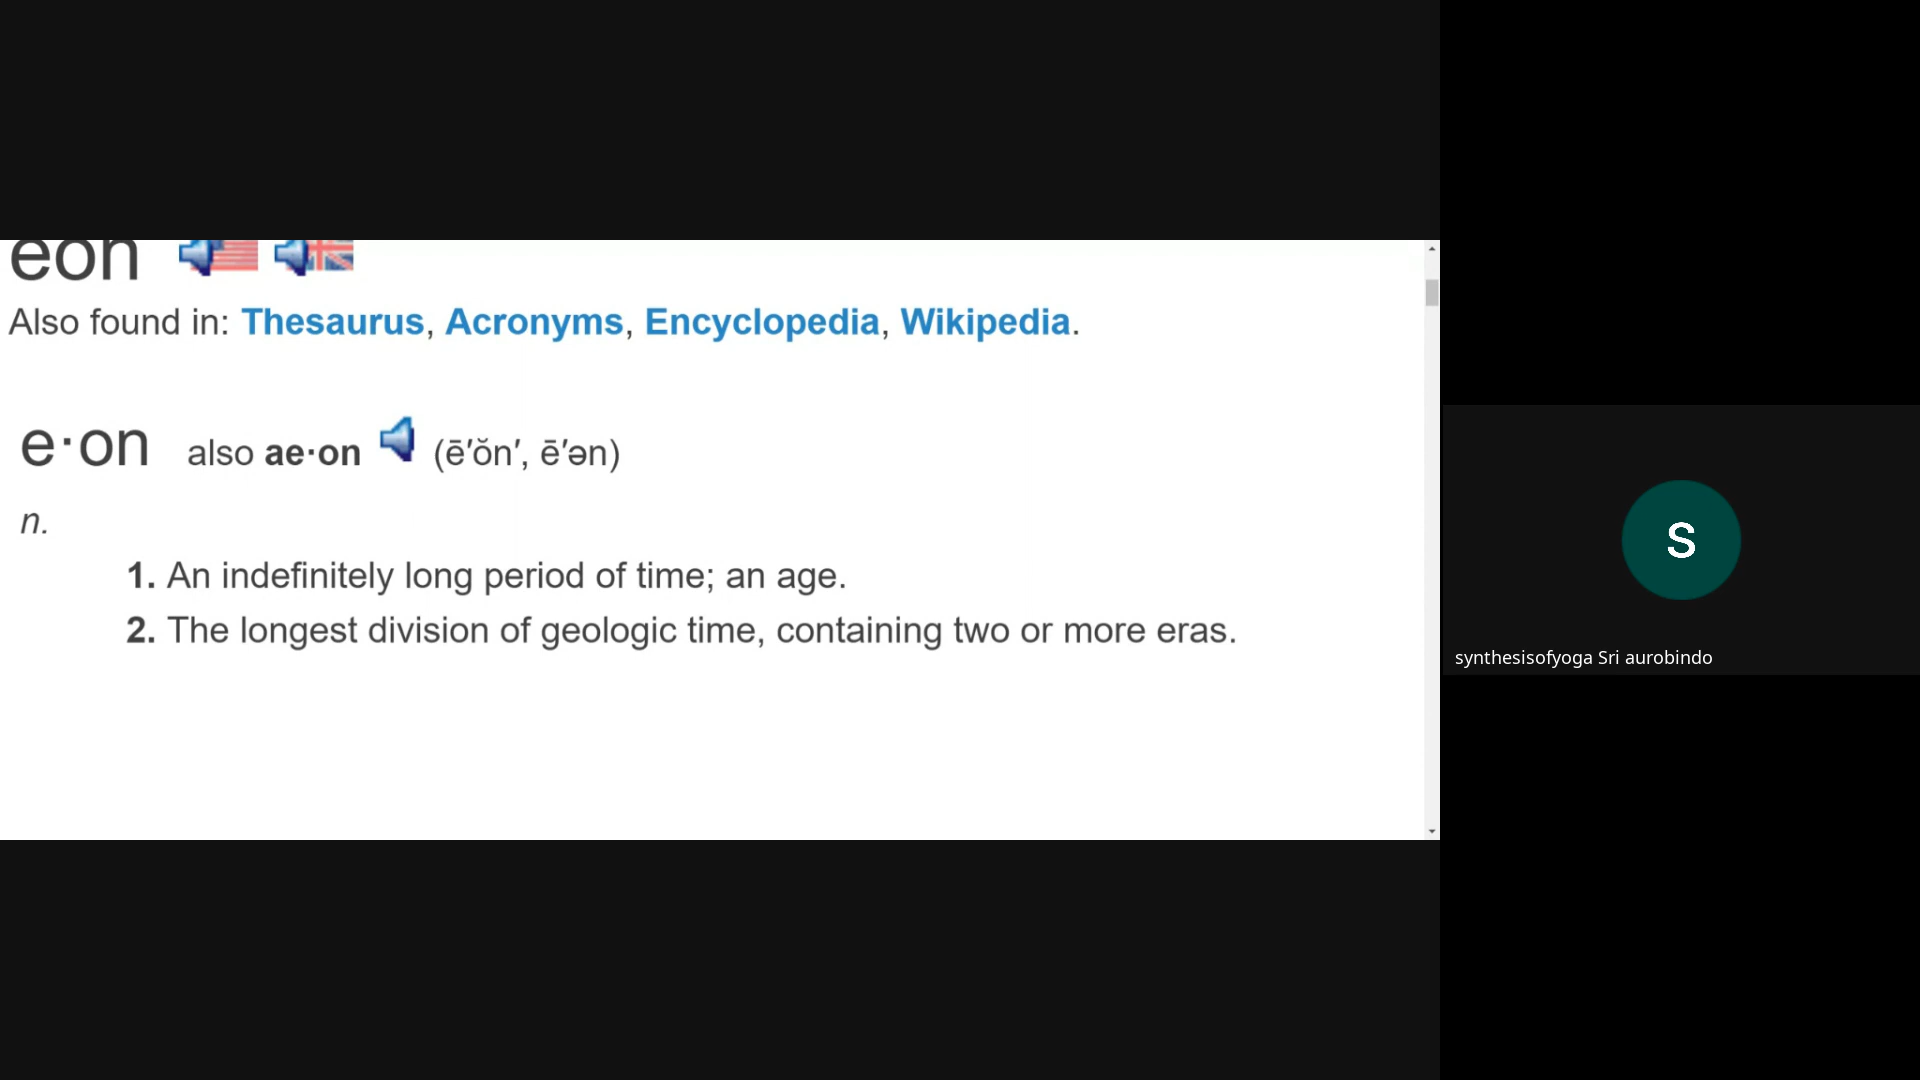 eon
Also found in: Thesaurus, Acronyms, Encyclopedia, Wikipedia.
e·on also ae·on (ē′ŏn′, ē′ən)
n.
1. An indefinitely long period of time; an age.
2. The longest division of geologic time, containing two or more eras.
S
synthesisofyoga Sri aurobindo